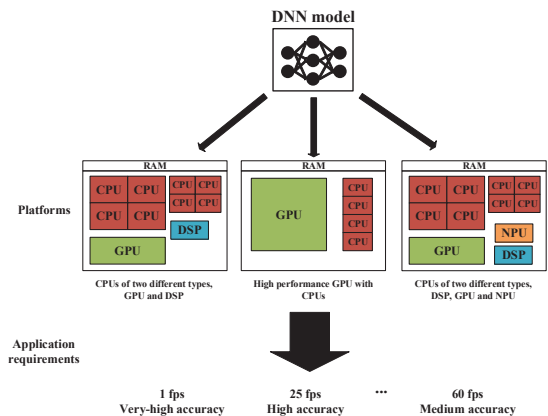 DNN model
Platforms
RAM
CPU CPU CPU CPU
CPU CPU
CPU CPU
DSP
GPU
CPUs of two different types,
GPU and DSP
RAM
GPU
CPU
CPU
CPU
CPU
High performance GPU with
CPUs
RAM
CPU CPU CPU CPU
CPU CPU
CPU CPU
NPU
GPU
DSP
CPUs of two different types,
DSP, GPU and NPU
Application
requirements
1 fps
Very-high accuracy
25 fps
High accuracy
...
60 fps
Medium accuracy